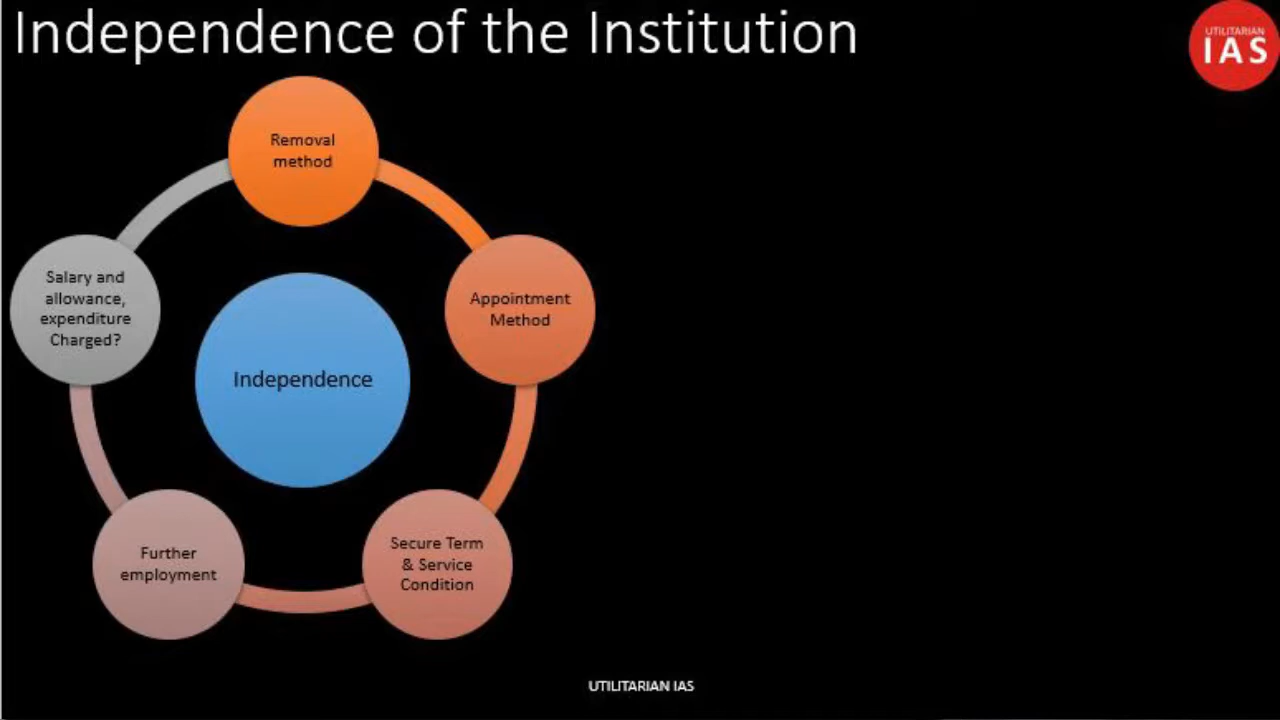 Independence of the Institution
UTILITARIAN
IAS
Removal
method
Appointment
Method
Secure Term
& Service
Condition
Further
employment
Salary and
allowance,
expenditure
Charged?
Independence
UTILITARIAN IAS